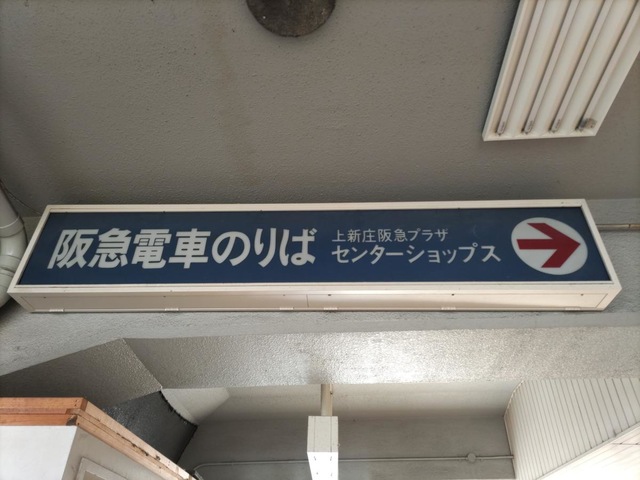 阪急電車のりば
上新庄阪急プラザ
センターショップス